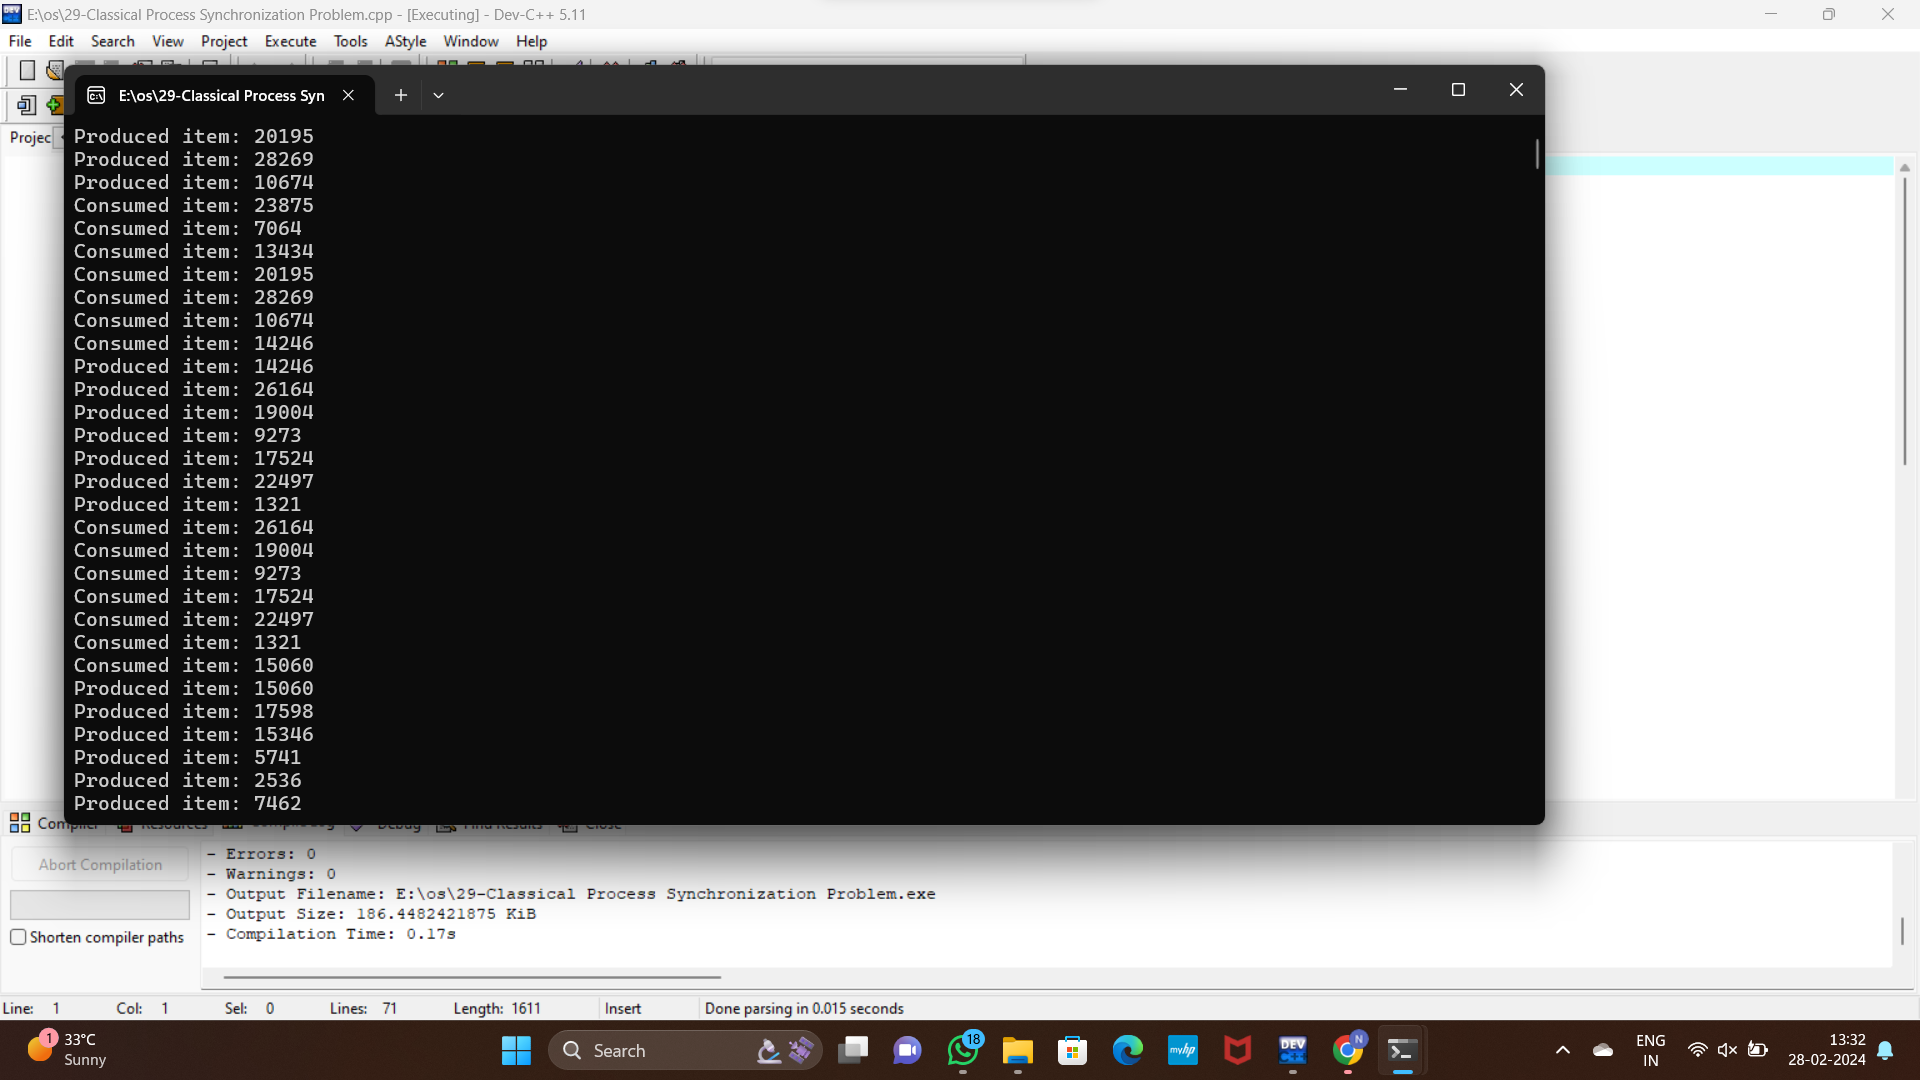 E:\os\29-Classical Process Synchronization Problem.cpp - [Executing] - Dev-C++ 5.11
File Edit Search View Project Execute Tools AStyle Window Help
E:\os\29-Classical Process Syn
Projec
Produced item: 20195
Produced item: 28269
Produced item: 10674
Consumed item: 23875
Consumed item: 7064
Consumed item: 13434
Consumed item: 20195
Consumed item: 28269
Consumed item: 10674
Consumed item: 14246
Produced item: 14246
Produced item: 26164
Produced item: 19004
Produced item: 9273
Produced item: 17524
Produced item: 22497
Produced item: 1321
Consumed item: 26164
Consumed item: 19004
Consumed item: 9273
Consumed item: 17524
Consumed item: 22497
Consumed item: 1321
Consumed item: 15060
Produced item: 15060
Produced item: 17598
Produced item: 15346
Produced item: 5741
Produced item: 2536
Produced item: 7462
Compiler Resources Debug Find Results Close
Abort Compilation
Shorten compiler paths
- Errors: 0
- Warnings: 0
- Output Filename: E:\os\29-Classical Process Synchronization Problem.exe
- Output Size: 186.4482421875 KiB
- Compilation Time: 0.17s
Line: 1 Col: 1 Sel: 0 Lines: 71 Length: 1611 Insert Done parsing in 0.015 seconds
1
33°C
Sunny
Search
18
myhp
DEV
C++
N
ENG
IN
13:32
28-02-2024